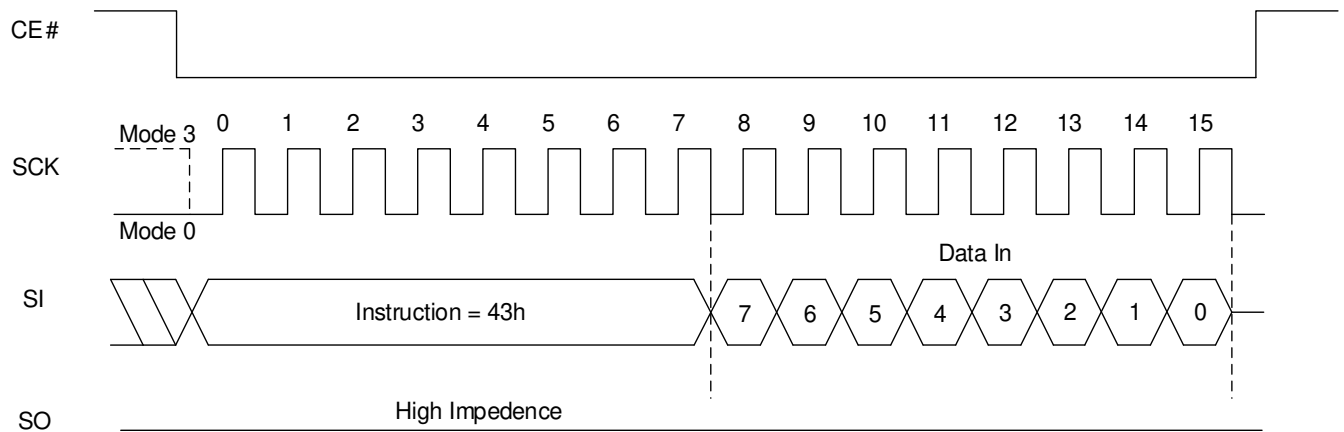 CE#
0 1 2 3 4 5 6 7 8 9 10 11 12 13 14 15
Mode 3
SCK
Mode 0
Data In
SI
Instruction = 43h
7 6 5 4 3 2 1 0
High Impedence
SO